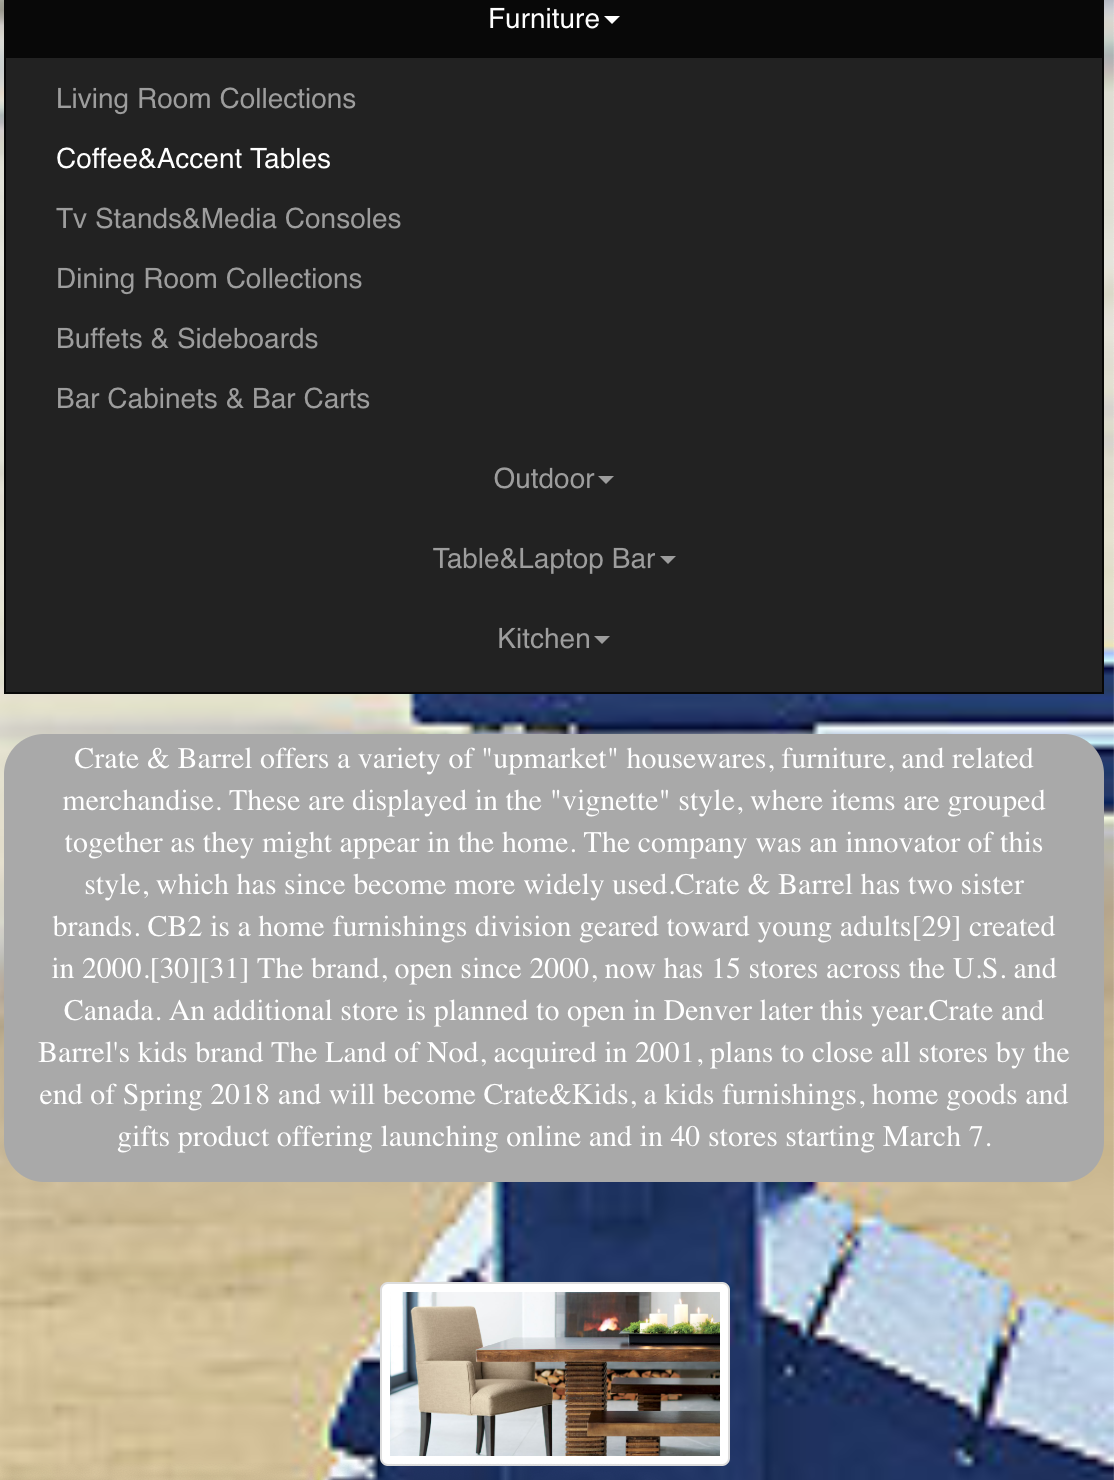 Furniture
Living Room Collections
Coffee&Accent Tables
Tv Stands&Media Consoles
Dining Room Collections
Buffets & Sideboards
Bar Cabinets & Bar Carts
Outdoor
Table&Laptop Bar
Kitchen
Crate & Barrel offers a variety of "upmarket" housewares, furniture, and related
merchandise. These are displayed in the "vignette" style, where items are grouped
together as they might appear in the home. The company was an innovator of this
style, which has since become more widely used.Crate & Barrel has two sister
brands. CB2 is a home furnishings division geared toward young adults[29] created
in 2000.[30][31] The brand, open since 2000, now has 15 stores across the U.S. and
Canada. An additional store is planned to open in Denver later this year.Crate and
Barrel's kids brand The Land of Nod, acquired in 2001, plans to close all stores by the
end of Spring 2018 and will become Crate&Kids, a kids furnishings, home goods and
gifts product offering launching online and in 40 stores starting March 7.